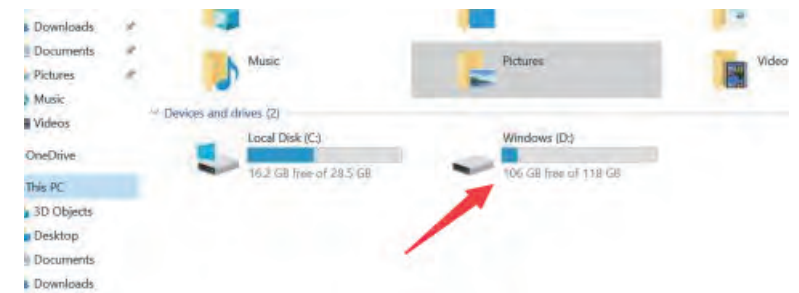 Downloads
Documents
Pictures
Music
Videos
OneDrive
This PC
3D Objects
Desktop
Documents
Downloads
Music
Pictures
Video
Devices and drives (2)
Local Disk (C:)
16.2 GB free of 28.5 GB
Windows (D:)
106 GB free of 118 GB